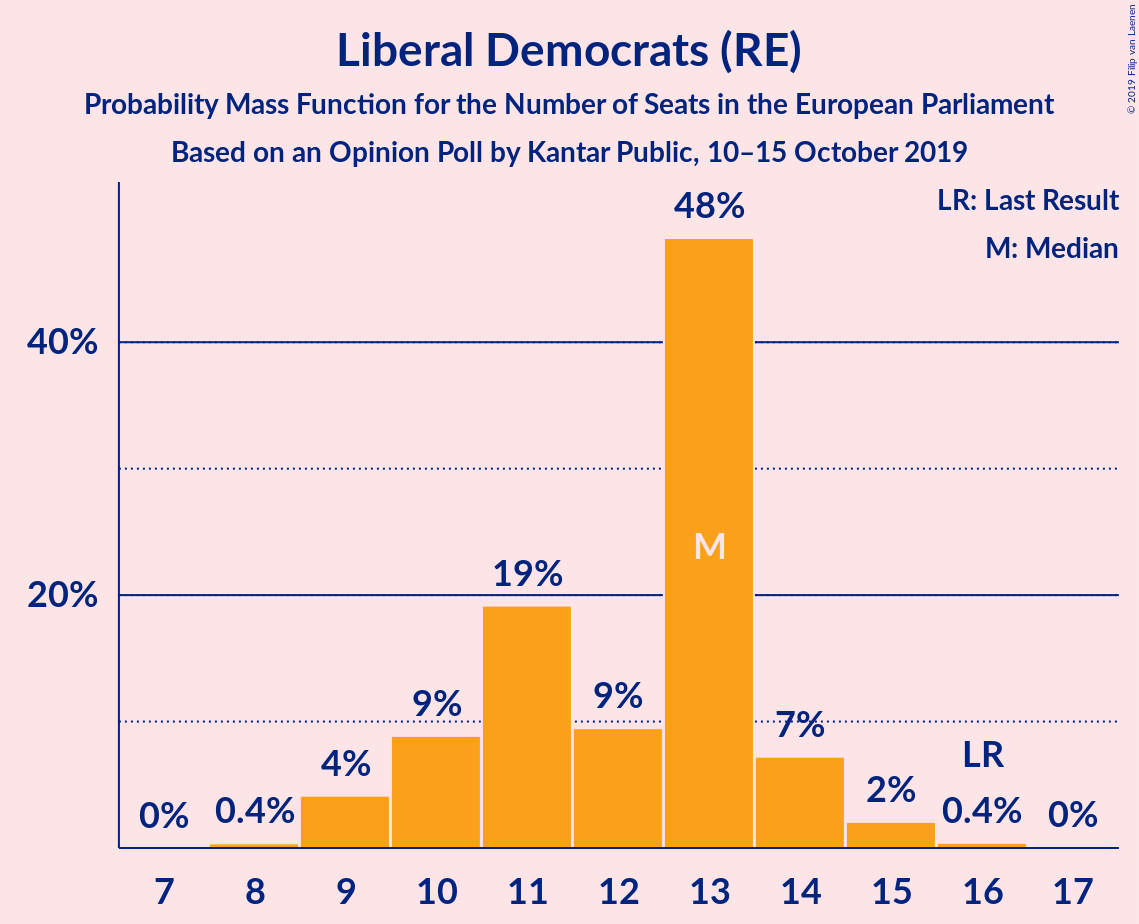 Liberal Democrats (RE)
Probability Mass Function for the Number of Seats in the European Parliament
Based on an Opinion Poll by Kantar Public, 10–15 October 2019
© 2019 Filip van Laenen
LR: Last Result
M: Median
40%
20%
0%
0.4%
4%
9%
19%
9%
48%
M
7%
2%
LR
0.4%
0%
7 8 9 10 11 12 13 14 15 16 17